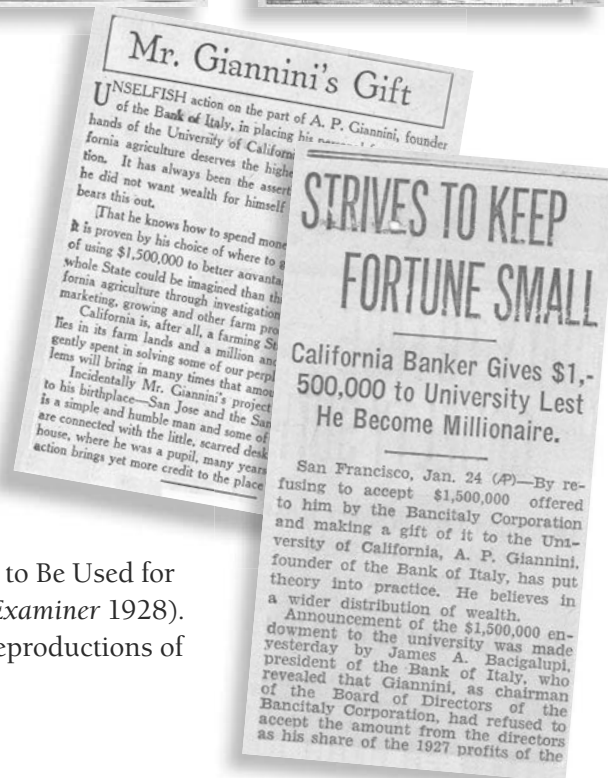 Mr. Giannini's Gift
UNSELFISH action on the part of A. P. Giannini, founder
of the Bank of Italy, in placing his
hands of the University of Californi
fornia agriculture deserves the highe
tion. It has always been the assert
he did not want wealth for himself
bears this out.
That he knows how to spend mone
it is proven by his choice of where to g
of using $1,500,000 to better advanta
whole State could be imagined than th
fornia agriculture through investigation
marketing, growing and other farm pro
California is, after all, a farming St
lies in its farm lands and a million and
gently spent in solving some of our perpl
lems will bring in many times that amou
Incidentally Mr. Giannini's project
to his birthplace—San Jose and the San
is a simple and humble man and some of
are connected with the little, scarred desk
house, where he was a pupil, many years
action brings yet more credit to the place
STRIVES TO KEEP
FORTUNE SMALL
California Banker Gives $1,-
500,000 to University Lest
He Become Millionaire.
San Francisco, Jan. 24 (AP)—By re-
fusing to accept $1,500,000 offered
to him by the Bancitaly Corporation
and making a gift of it to the Uni-
versity of California, A. P. Giannini,
founder of the Bank of Italy, has put
theory into practice. He believes in
a wider distribution of wealth.
Announcement of the $1,500,000 en-
dowment to the university was made
yesterday by James A. Bacigalupi,
president of the Bank of Italy, who
revealed that Giannini, as chairman
of the Board of Directors of the
Bancitaly Corporation, had refused to
accept the amount from the directors
as his share of the 1927 profits of the
to Be Used for
Examiner 1928).
eproductions of